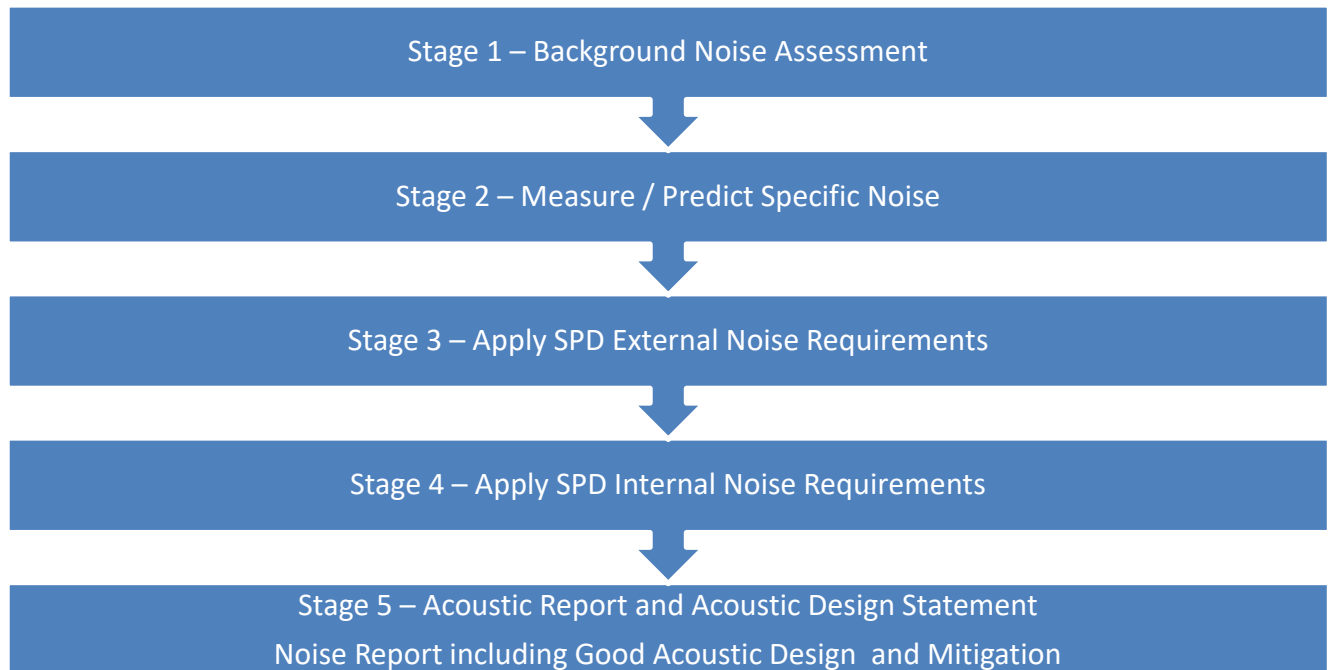 Stage 1 – Background Noise Assessment
Stage 2 – Measure / Predict Specific Noise
Stage 3 – Apply SPD External Noise Requirements
Stage 4 – Apply SPD Internal Noise Requirements
Stage 5 – Acoustic Report and Acoustic Design Statement
Noise Report including Good Acoustic Design and Mitigation